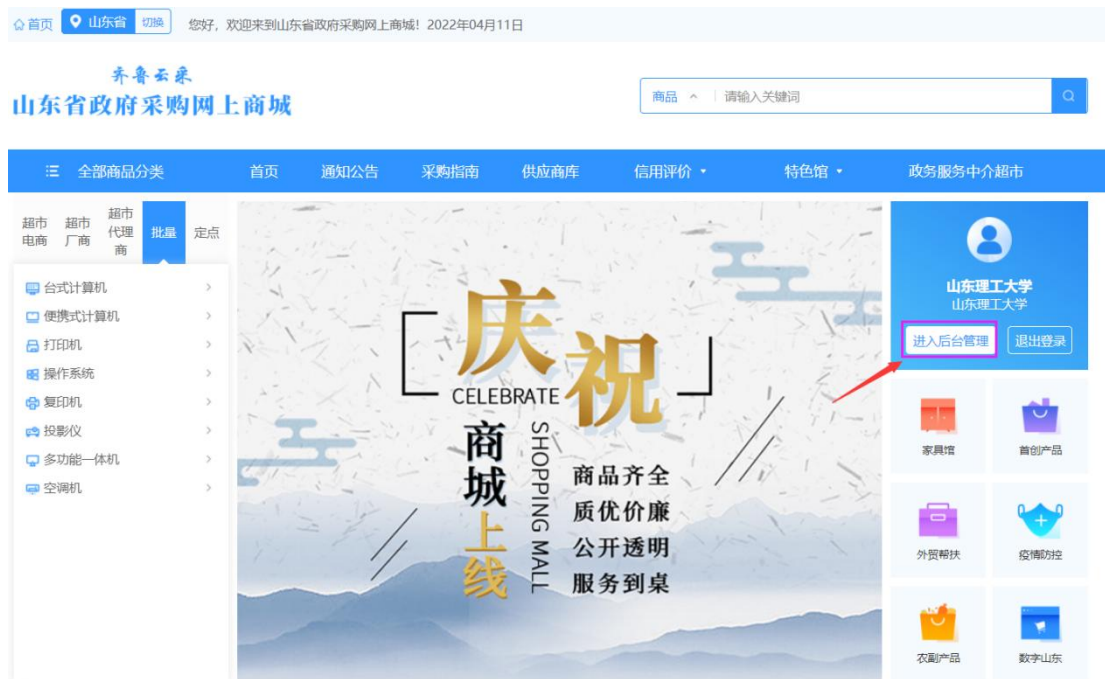 首页 山东省 切换 您好，欢迎来到山东省政府采购网上商城！2022年04月11日
齐鲁云采
山东省政府采购网上商城
商品 请输入关键词
全部商品分类 首页 通知公告 采购指南 供应商库 信用评价 特色馆 政务服务中介超市
超市电商
超市厂商
超市代理商
批量
定点
台式计算机
便携式计算机
打印机
操作系统
复印机
投影仪
多功能一体机
空调机
庆祝
CELEBRATE
商城上线
SHOPPING MALL
商品齐全
质优价廉
公开透明
服务到桌
山东理工大学
山东理工大学
进入后台管理 退出登录
家具馆 首创产品
外贸帮扶 疫情防控
农副产品 数字山东